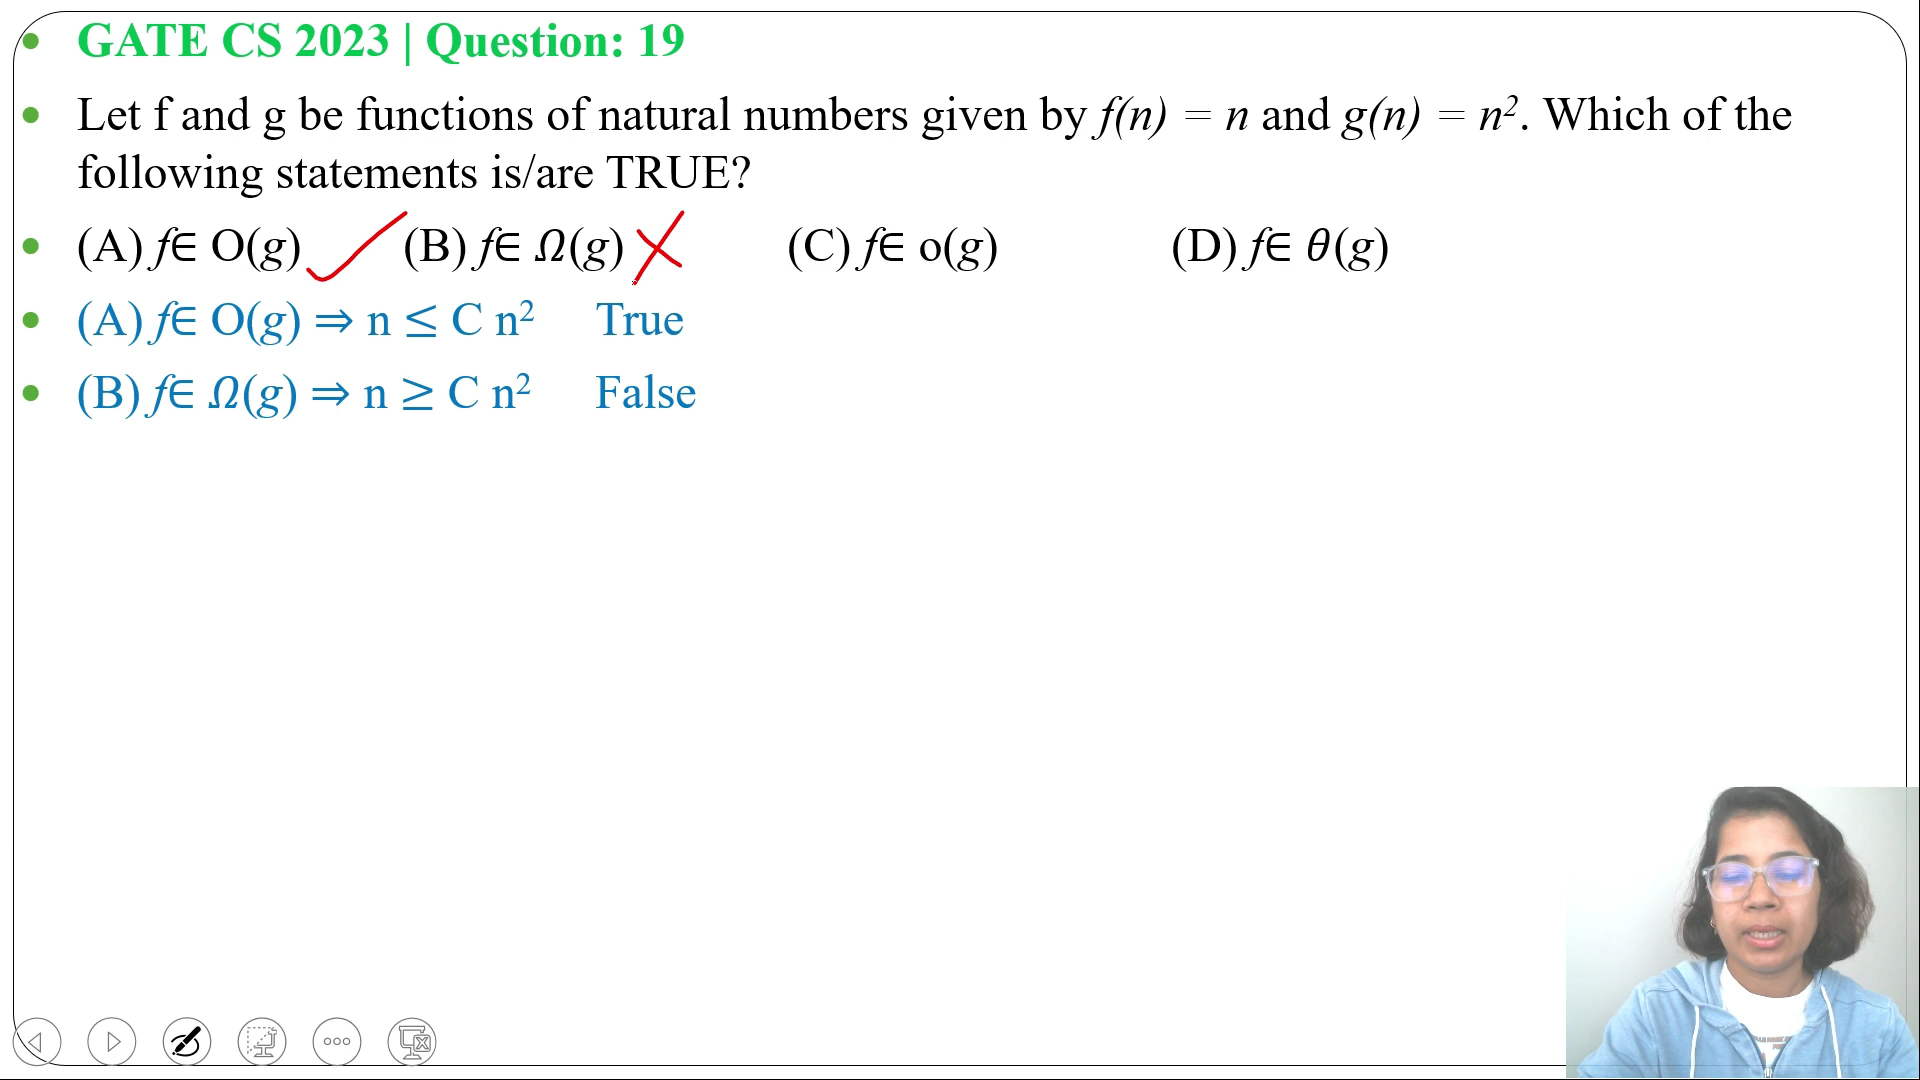 GATE CS 2023 | Question: 19
Let f and g be functions of natural numbers given by f(n) = n and g(n) = n². Which of the
following statements is/are TRUE?
(A) f∈ O(g) (B) f∈ Ω(g) (C) f∈ o(g) (D) f∈ θ(g)
(A) f∈ O(g) ⇒ n ≤ C n² True
(B) f∈ Ω(g) ⇒ n ≥ C n² False